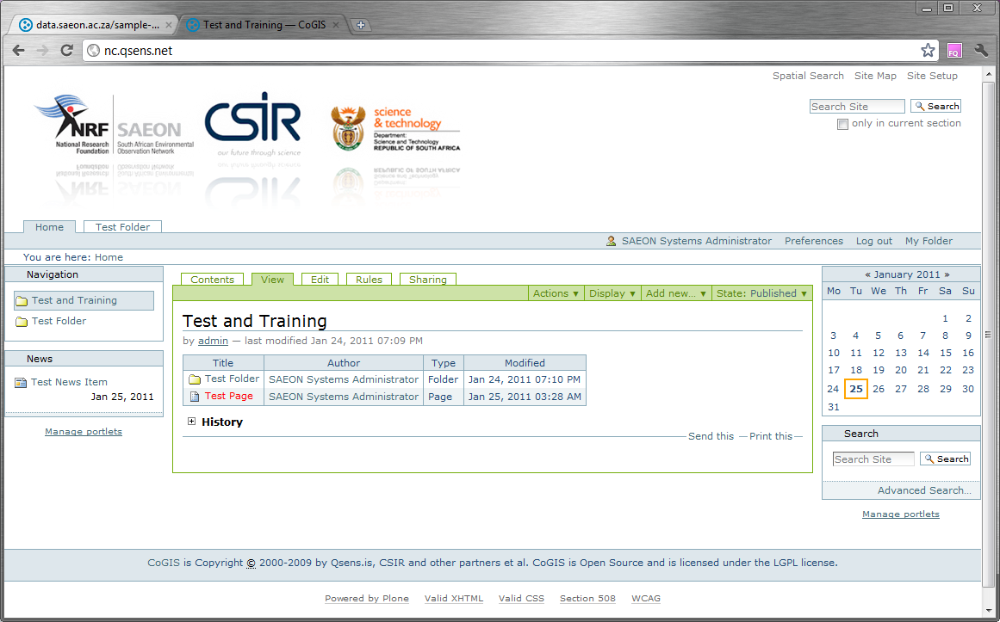 data.saeon.ac.za/sample-...
Test and Training — CoGIS
nc.qsens.net
FQ
Spatial Search Site Map Site Setup
Search Site Search
only in current section
NRF
National Research
Foundation
SAEON
South African Environmental
Observation Network
CSIR
our future through science
science
& technology
Department:
Science and Technology
REPUBLIC OF SOUTH AFRICA
Home Test Folder
SAEON Systems Administrator Preferences Log out My Folder
You are here: Home
Navigation
Test and Training
Test Folder
News
Test News Item
Jan 25, 2011
Manage portlets
Contents View Edit Rules Sharing
Actions ▼ Display ▼ Add new... ▼ State: Published ▼
Test and Training
by admin — last modified Jan 24, 2011 07:09 PM
Title Author Type Modified
Test Folder SAEON Systems Administrator Folder Jan 24, 2011 07:10 PM
Test Page SAEON Systems Administrator Page Jan 25, 2011 03:28 AM
History
Send this — Print this —
« January 2011 »
Mo Tu We Th Fr Sa Su
1 2
3 4 5 6 7 8 9
10 11 12 13 14 15 16
17 18 19 20 21 22 23
24 25 26 27 28 29 30
31
Search
Search Site Search
Advanced Search...
Manage portlets
CoGIS is Copyright © 2000-2009 by Qsens.is, CSIR and other partners et al. CoGIS is Open Source and is licensed under the LGPL license.
Powered by Plone Valid XHTML Valid CSS Section 508 WCAG